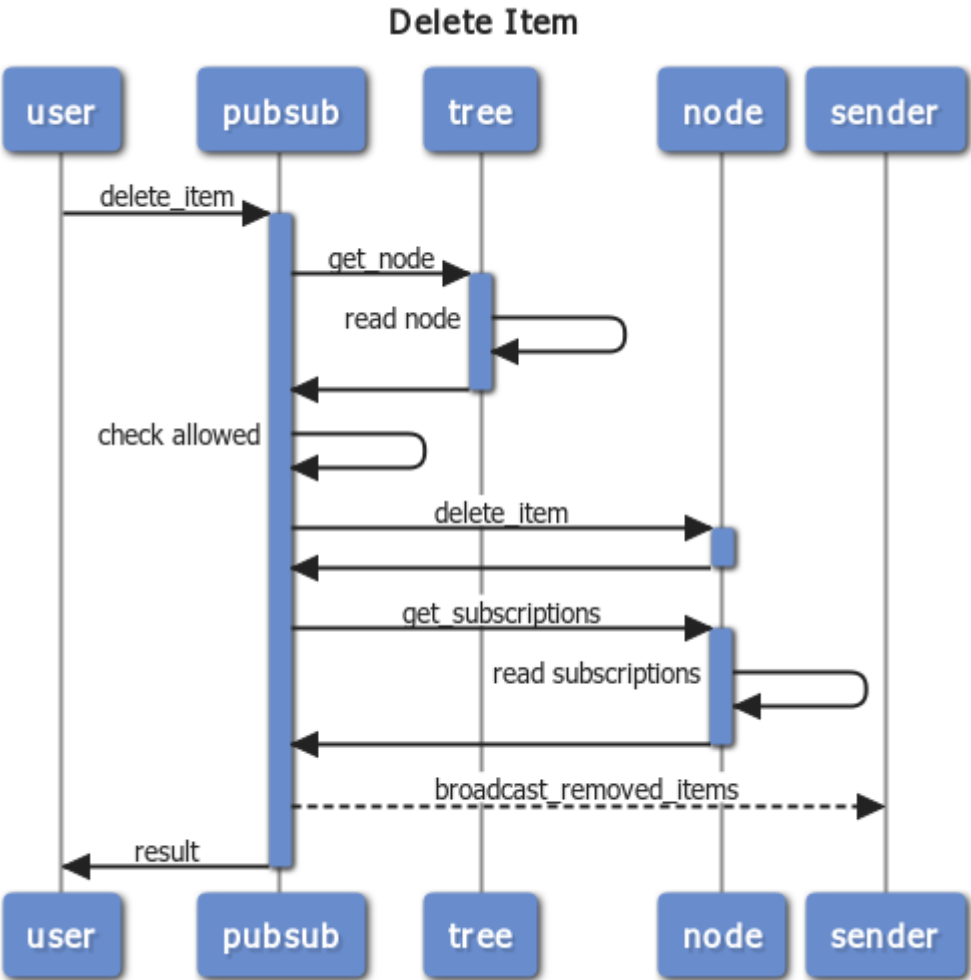 Delete Item
user
pubsub
tree
node
sender
delete_item
get_node
read node
check allowed
delete_item
get_subscriptions
read subscriptions
broadcast_removed_items
result
user
pubsub
tree
node
sender